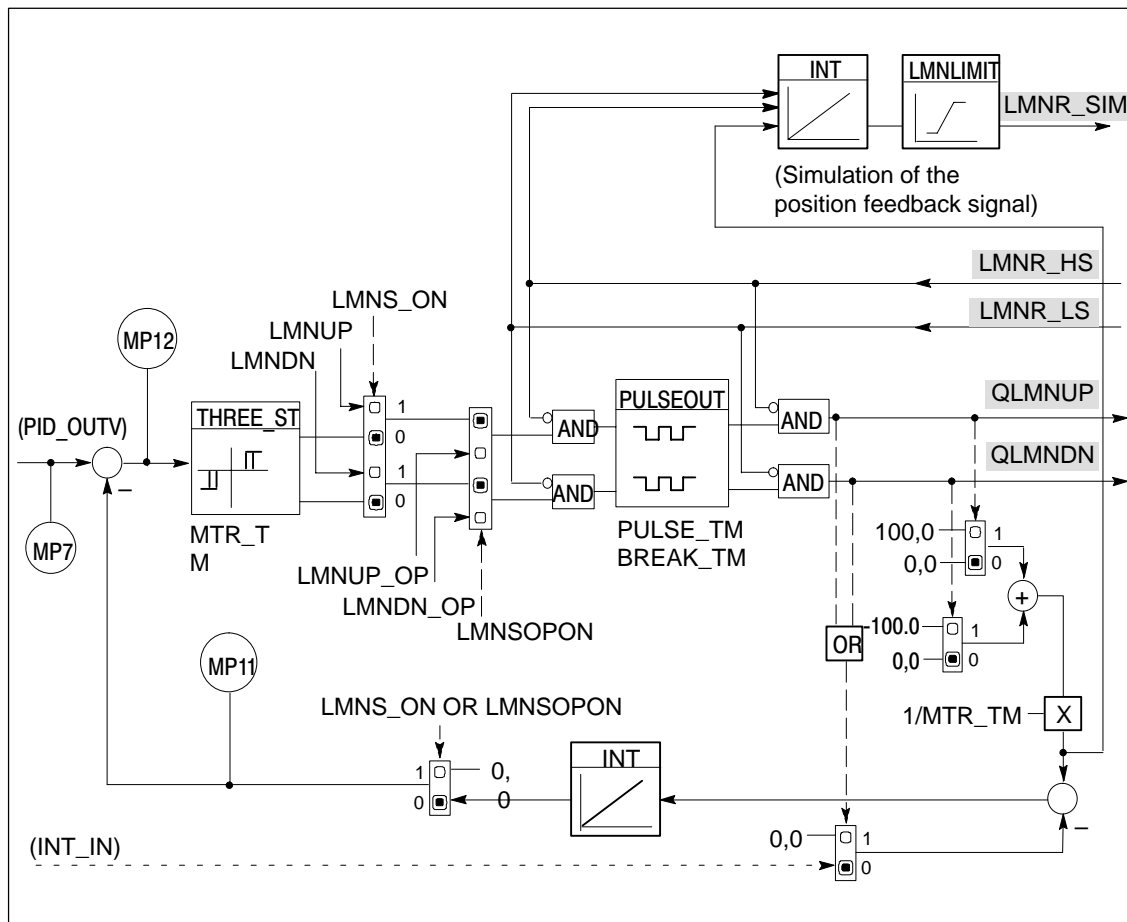 INT
LMNLIMIT
LMNR_SIM
(Simulation of the
position feedback signal)
LMNR_HS
LMNR_LS
LMNS_ON
LMNUP
LMNDN
MP12
(PID_OUTV)
THREE_ST
MTR_T
M
MP7
1
0
1
0
AND
AND
PULSEOUT
PULSE_TM
BREAK_TM
AND
AND
QLMNUP
QLMNDN
LMNUP_OP
LMNDN_OP
LMNSOPON
100,0
0,0
1
0
+
-100.0
0,0
1
0
OR
1/MTR_TM
X
MP11
LMNS_ON OR LMNSOPON
1
0
0,
0
INT
–
–
(INT_IN)
0,0
1
0